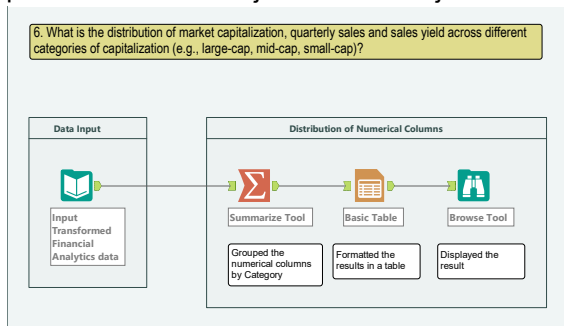 6. What is the distribution of market capitalization, quarterly sales and sales yield across different
categories of capitalization (e.g., large-cap, mid-cap, small-cap)?
Data Input
Distribution of Numerical Columns
Input
Transformed
Financial
Analytics data
Summarize Tool
Basic Table
Browse Tool
Grouped the
numerical columns
by Category
Formatted the
results in a table
Displayed the
result